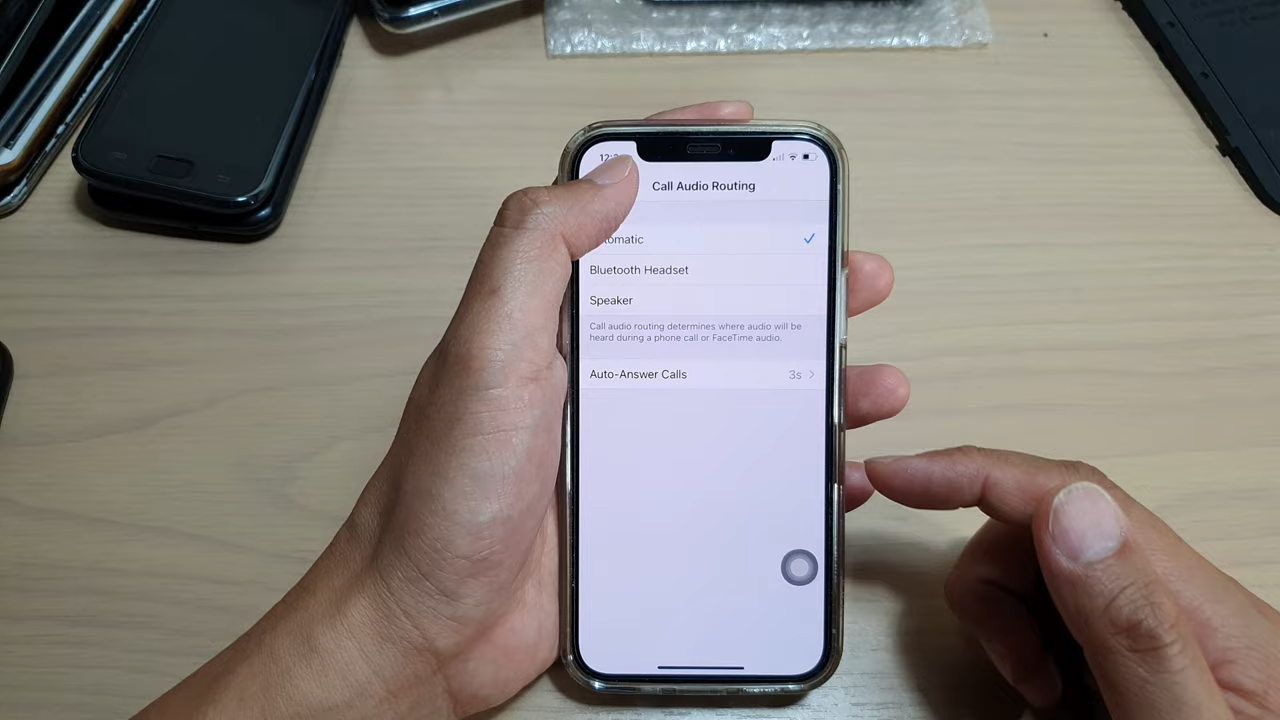 Call Audio Routing
Bluetooth Headset
Speaker
Call audio routing determines where audio will be
heard during a phone call or FaceTime audio.
Auto-Answer Calls 3s